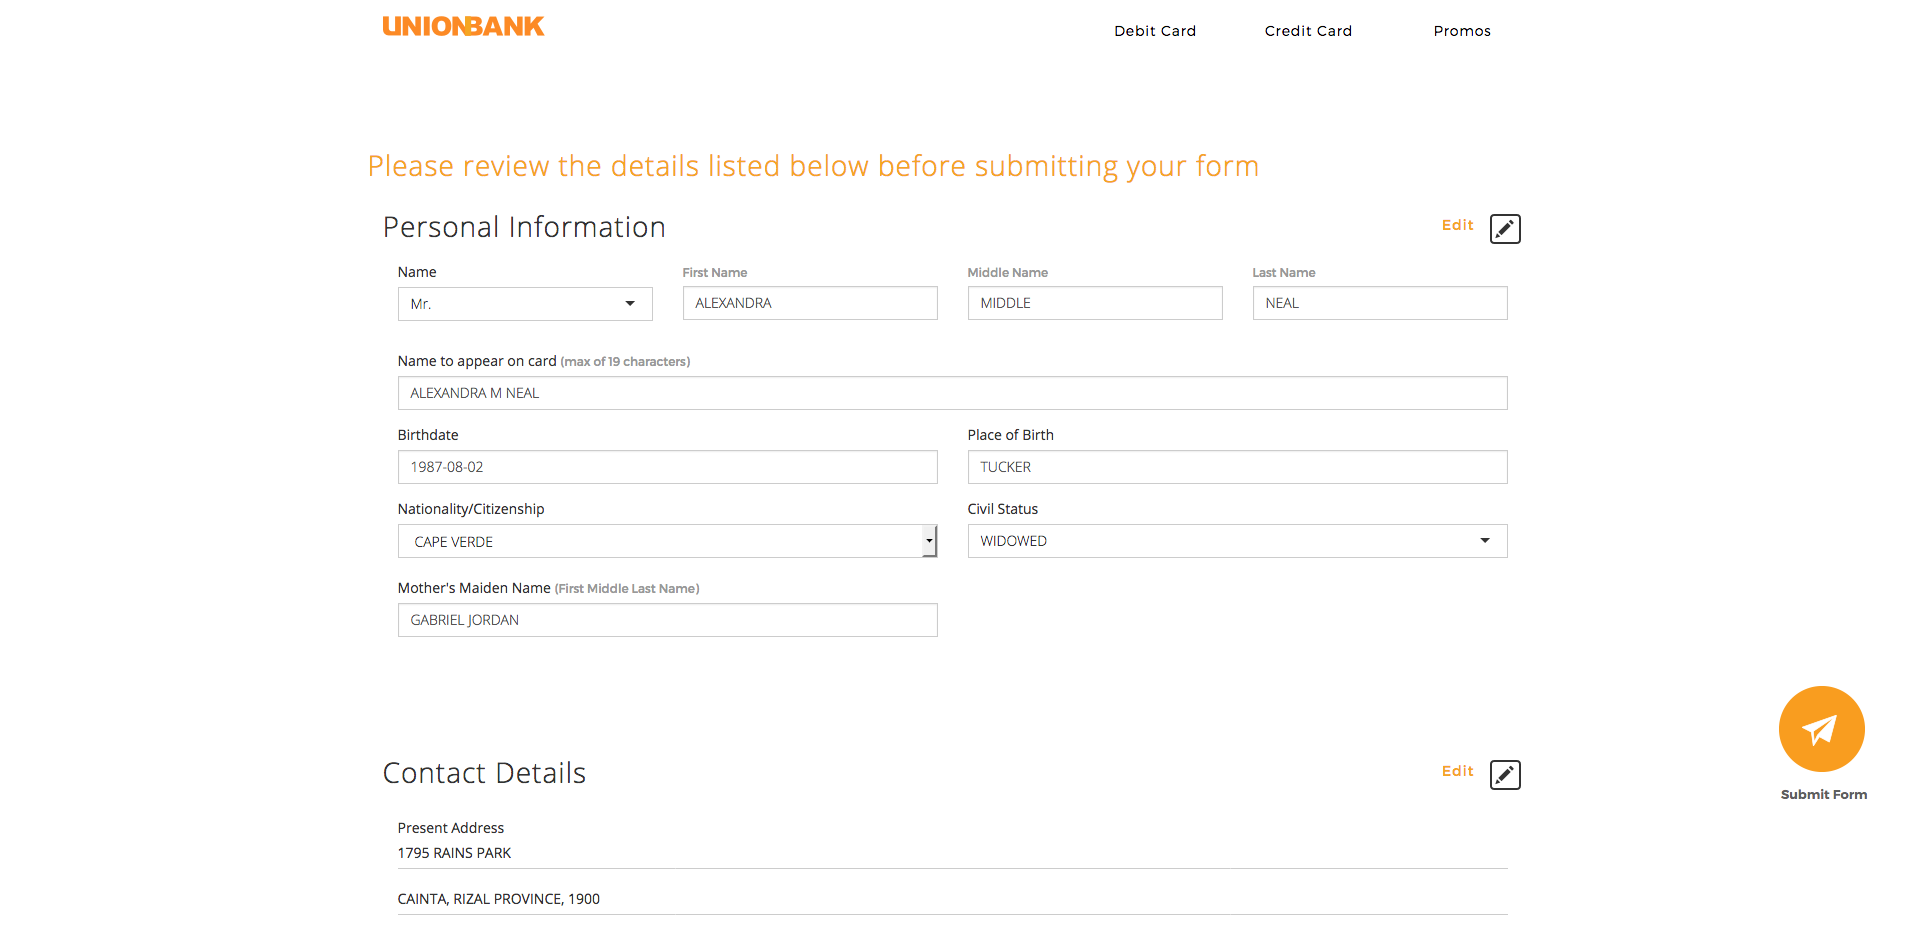 UNIONBANK
Debit Card Credit Card Promos
Please review the details listed below before submitting your form
Personal Information
Edit
Name First Name Middle Name Last Name
Mr. ALEXANDRA MIDDLE NEAL
Name to appear on card (max of 19 characters)
ALEXANDRA M NEAL
Birthdate Place of Birth
1987-08-02 TUCKER
Nationality/Citizenship Civil Status
CAPE VERDE WIDOWED
Mother's Maiden Name (First Middle Last Name)
GABRIEL JORDAN
Contact Details
Edit
Submit Form
Present Address
1795 RAINS PARK
CAINTA, RIZAL PROVINCE, 1900